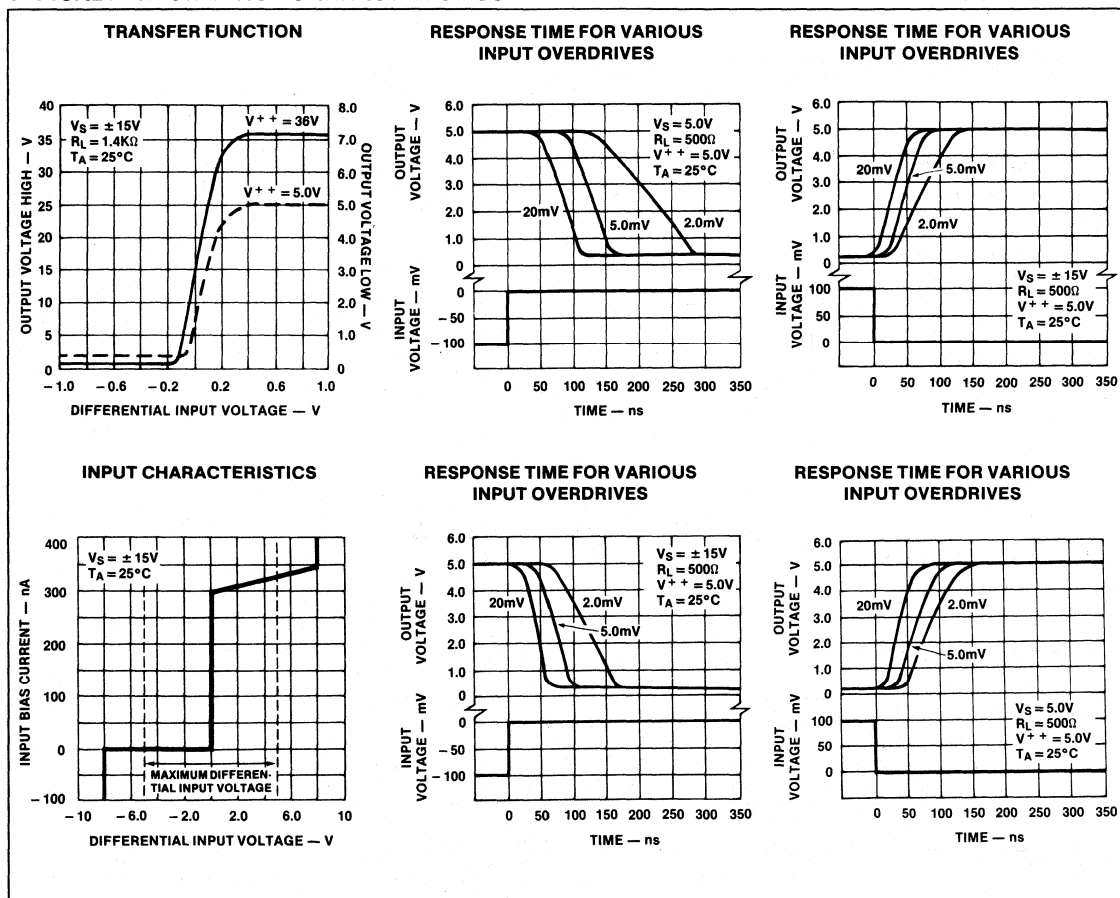 TRANSFER FUNCTION
40
35
30
25
20
15
10
5
0
OUTPUT VOLTAGE HIGH — V
VS = ± 15V
RL = 1.4KΩ
TA = 25°C
V++ = 36V
V++ = 5.0V
8.0
7.0
6.0
5.0
4.0
3.0
2.0
1.0
0
OUTPUT VOLTAGE LOW — V
−1.0 −0.6 −0.2 0.2 0.6 1.0
DIFFERENTIAL INPUT VOLTAGE — V
RESPONSE TIME FOR VARIOUS
INPUT OVERDRIVES
6.0
5.0
4.0
3.0
2.0
1.0
0
OUTPUT
VOLTAGE — V
VS = 5.0V
RL = 500Ω
V++ = 5.0V
TA = 25°C
20mV
5.0mV
2.0mV
0
−50
−100
INPUT
VOLTAGE — mV
0 50 100 150 200 250 300 350
TIME — ns
RESPONSE TIME FOR VARIOUS
INPUT OVERDRIVES
6.0
5.0
4.0
3.0
2.0
1.0
0
OUTPUT
VOLTAGE — V
20mV
5.0mV
2.0mV
100
50
0
INPUT
VOLTAGE — mV
VS = ± 15V
RL = 500Ω
V++ = 5.0V
TA = 25°C
0 50 100 150 200 250 300 350
TIME — ns
INPUT CHARACTERISTICS
400
300
200
100
0
−100
INPUT BIAS CURRENT — nA
VS = ± 15V
TA = 25°C
MAXIMUM DIFFEREN-
TIAL INPUT VOLTAGE
−10 −6.0 −2.0 2.0 6.0 10
DIFFERENTIAL INPUT VOLTAGE — V
RESPONSE TIME FOR VARIOUS
INPUT OVERDRIVES
6.0
5.0
4.0
3.0
2.0
1.0
0
OUTPUT
VOLTAGE — V
VS = ± 15V
RL = 500Ω
V++ = 5.0V
TA = 25°C
20mV
2.0mV
5.0mV
0
−50
−100
INPUT
VOLTAGE — mV
0 50 100 150 200 250 300 350
TIME — ns
RESPONSE TIME FOR VARIOUS
INPUT OVERDRIVES
6.0
5.0
4.0
3.0
2.0
1.0
0
OUTPUT
VOLTAGE — V
20mV
2.0mV
5.0mV
100
50
0
INPUT
VOLTAGE — mV
VS = 5.0V
RL = 500Ω
V++ = 5.0V
TA = 25°C
0 50 100 150 200 250 300 350
TIME — ns